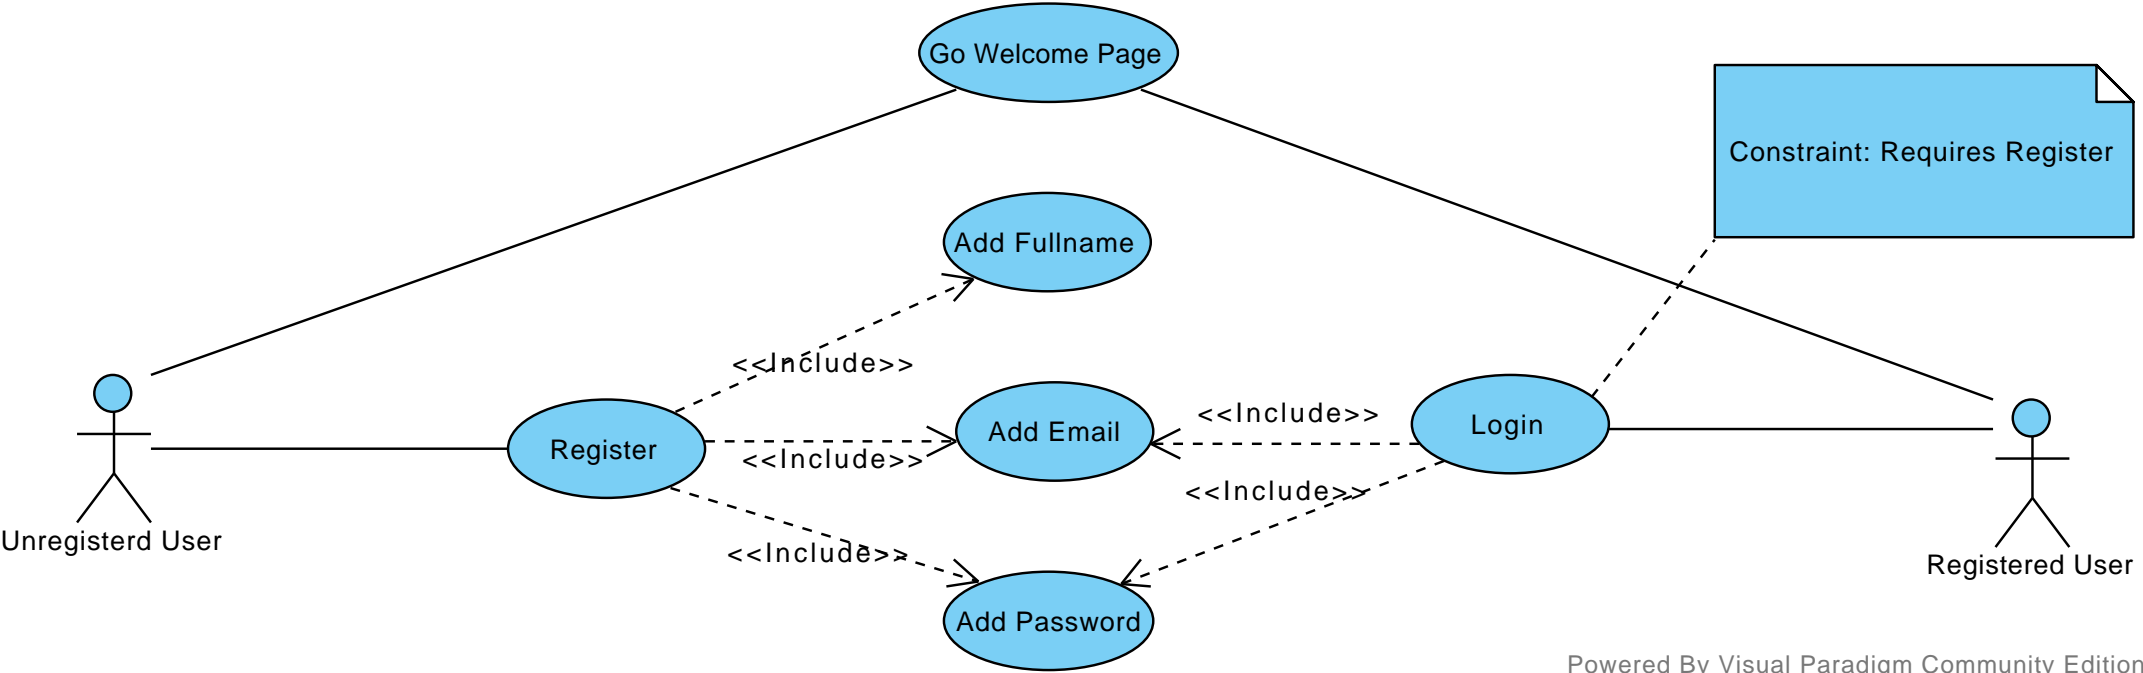 Go Welcome Page
Constraint: Requires Register
Add Fullname
<<Include>>
Register
<<Include>>
Add Email
<<Include>>
Login
<<Include>>
<<Include>>
Unregisterd User
Registered User
Add Password
Powered By Visual Paradigm Community Edition